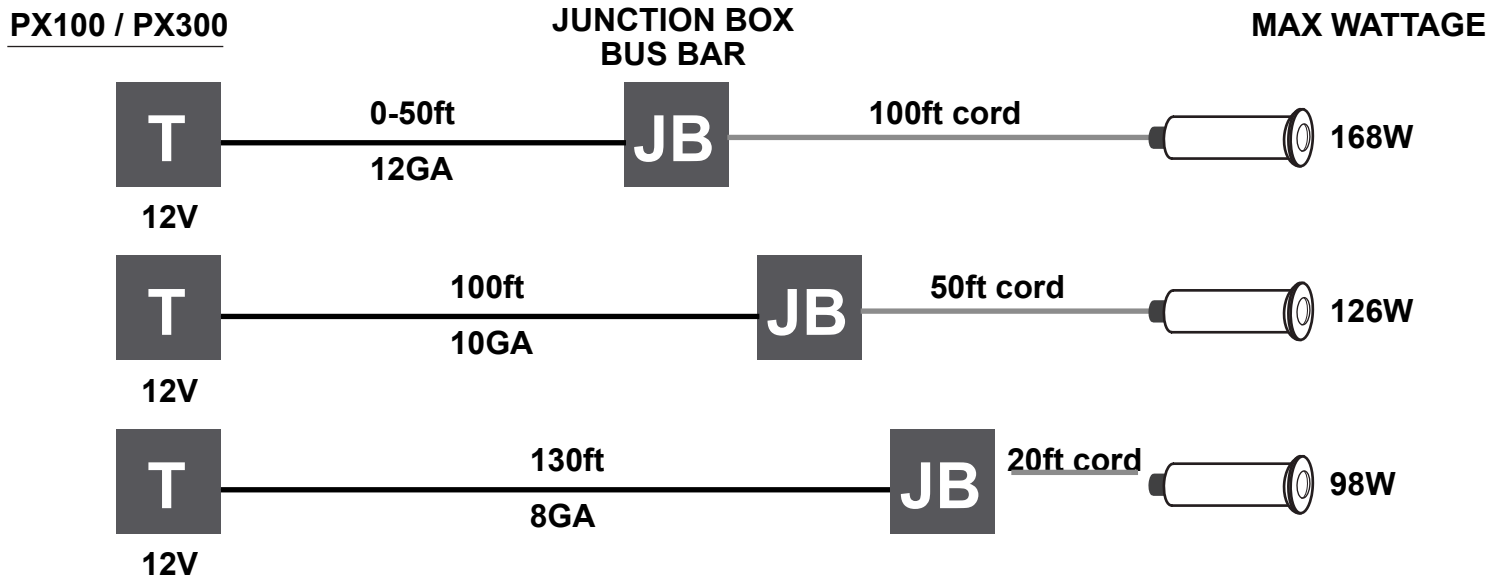 PX100 / PX300
JUNCTION BOX
BUS BAR
MAX WATTAGE
T
0-50ft
12GA
JB
100ft cord
168W
12V
T
100ft
10GA
JB
50ft cord
126W
12V
T
130ft
8GA
JB
20ft cord
98W
12V